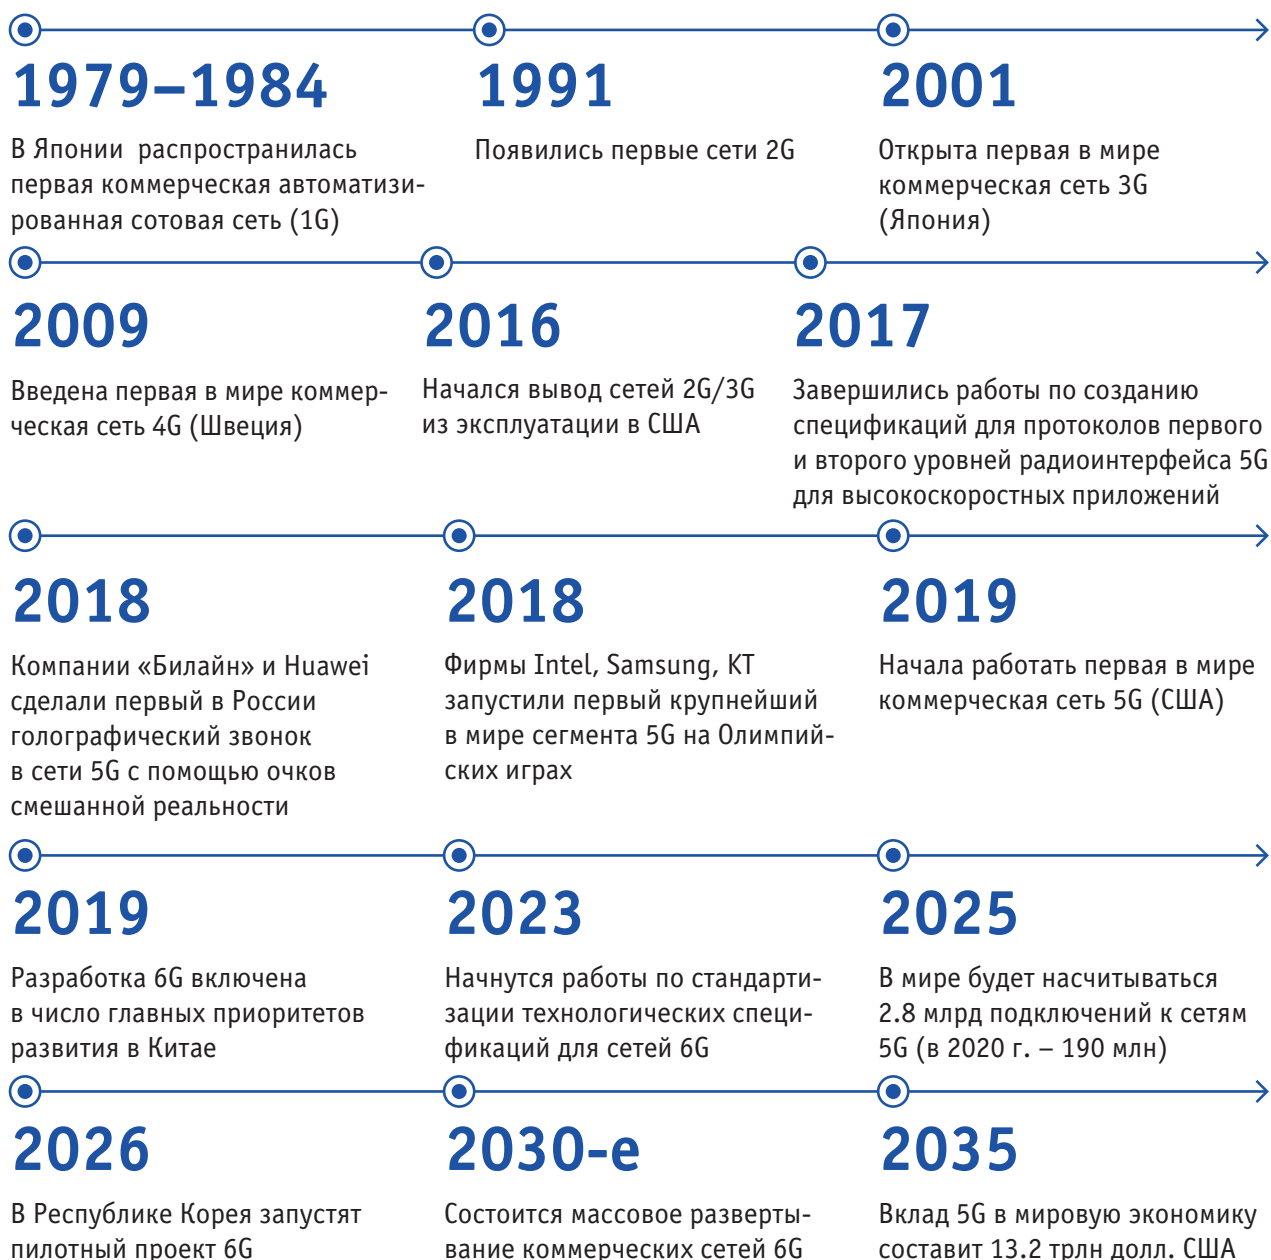 1979–1984
В Японии распространилась
первая коммерческая автоматизи-
рованная сотовая сеть (1G)
1991
Появились первые сети 2G
2001
Открыта первая в мире
коммерческая сеть 3G
(Япония)
2009
Введена первая в мире коммер-
ческая сеть 4G (Швеция)
2016
Начался вывод сетей 2G/3G
из эксплуатации в США
2017
Завершились работы по созданию
спецификаций для протоколов первого
и второго уровней радиоинтерфейса 5G
для высокоскоростных приложений
2018
Компании «Билайн» и Huawei
сделали первый в России
голографический звонок
в сети 5G с помощью очков
смешанной реальности
2018
Фирмы Intel, Samsung, KT
запустили первый крупнейший
в мире сегмента 5G на Олимпий-
ских играх
2019
Начала работать первая в мире
коммерческая сеть 5G (США)
2019
Разработка 6G включена
в число главных приоритетов
развития в Китае
2023
Начнутся работы по стандарти-
зации технологических специ-
фикаций для сетей 6G
2025
В мире будет насчитываться
2.8 млрд подключений к сетям
5G (в 2020 г. – 190 млн)
2026
В Республике Корея запустят
пилотный проект 6G
2030-е
Состоится массовое разверты-
вание коммерческих сетей 6G
2035
Вклад 5G в мировую экономику
составит 13.2 трлн долл. США